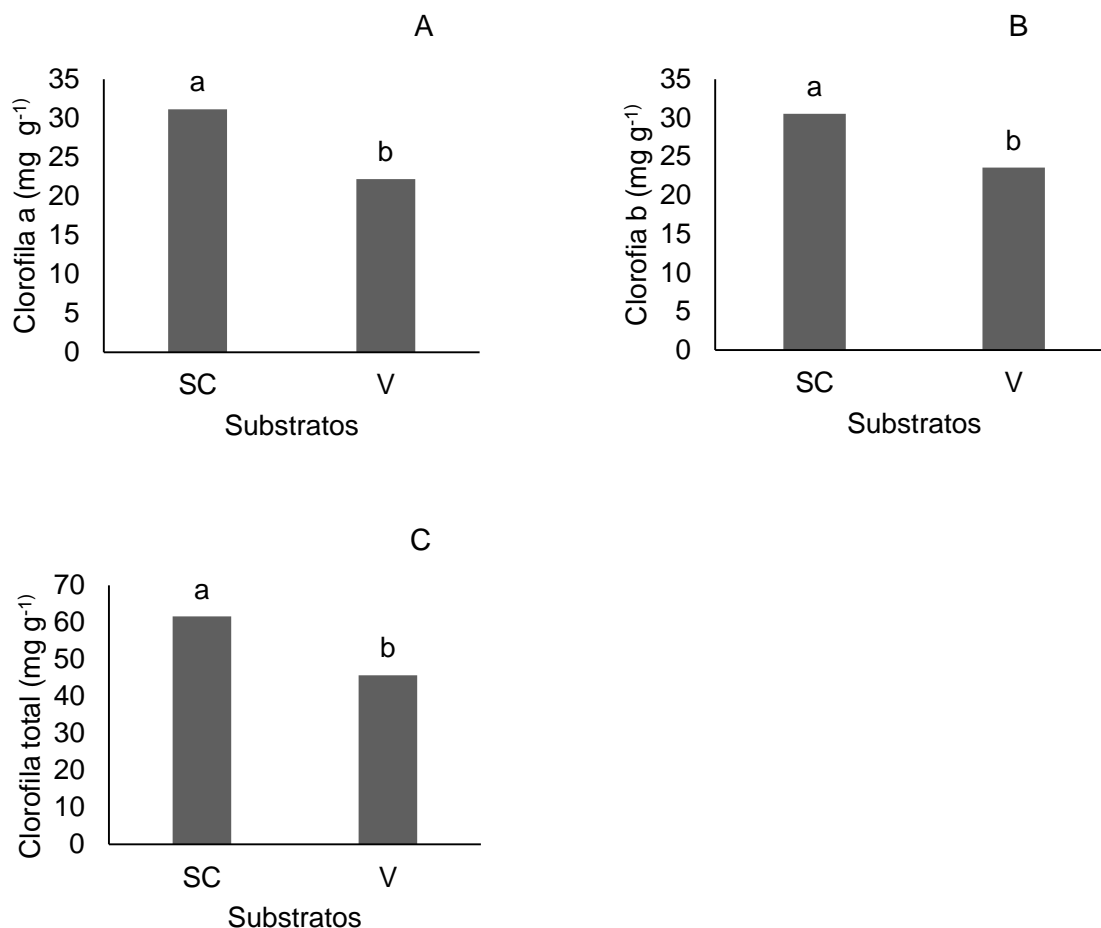 A
Clorofila a (mg g-1)
35
30
25
20
15
10
5
0
a
b
SC
V
Substratos
B
Clorofia b (mg g-1)
35
30
25
20
15
10
5
0
a
b
SC
V
Substratos
C
Clorofila total (mg g-1)
70
60
50
40
30
20
10
0
a
b
SC
V
Substratos